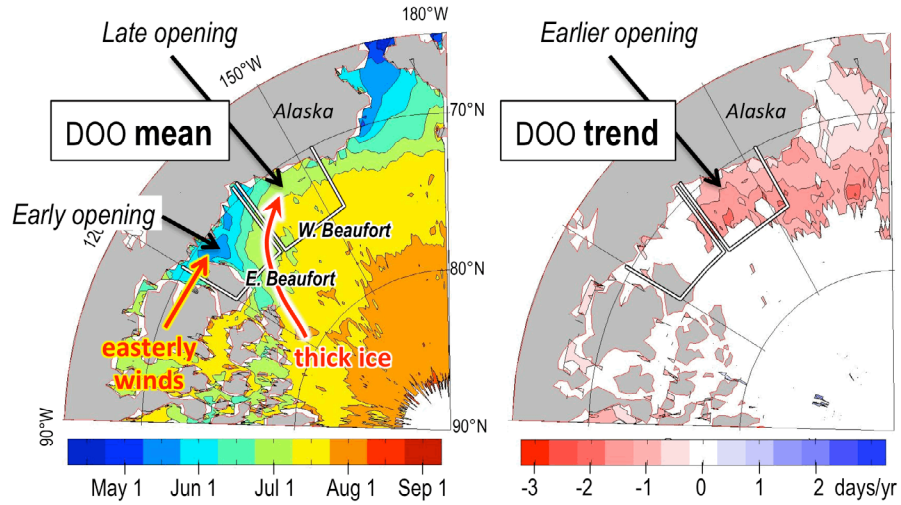 180°W
Late opening
150°W
Alaska
70°N
DOO mean
Early opening
W. Beaufort
E. Beaufort
80°N
easterly
winds
thick ice
90°W
90°N
May 1
Jun 1
Jul 1
Aug 1
Sep 1
Earlier opening
Alaska
DOO trend
-3
-2
-1
0
1
2
days/yr